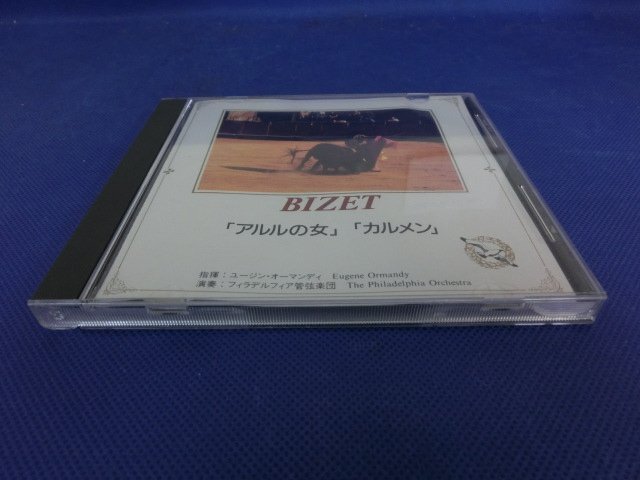 BIZET
「アルルの女」「カルメン」
指揮：ユージン・オーマンディ Eugene Ormandy
演奏：フィラデルフィア管弦楽団 The Philadelphia Orchestra